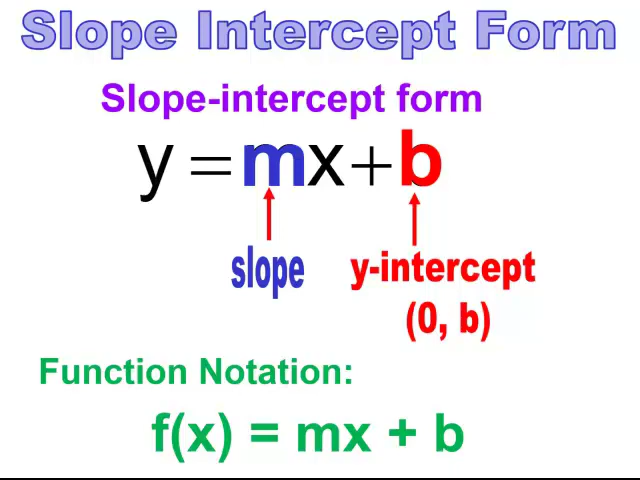 Slope Intercept Form
Slope-intercept form
y = mx + b
slope
y-intercept
(0, b)
Function Notation:
f(x) = mx + b